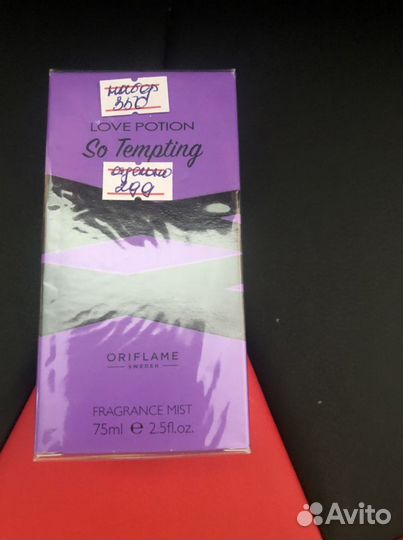 набор
350
LOVE POTION
So Tempting
299
ORIFLAME
SWEDEN
FRAGRANCE MIST
75ml e 2.5fl.oz.
Avito